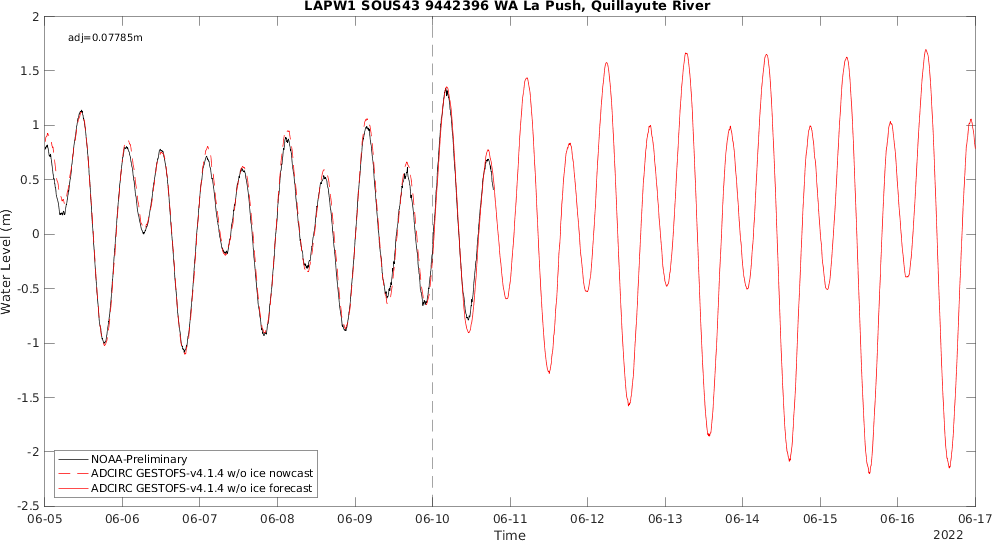 LAPW1 SOUS43 9442396 WA La Push, Quillayute River
adj=0.07785m
2
1.5
1
0.5
0
-0.5
-1
-1.5
-2
-2.5
Water Level (m)
NOAA-Preliminary
ADCIRC GESTOFS-v4.1.4 w/o ice nowcast
ADCIRC GESTOFS-v4.1.4 w/o ice forecast
06-05 06-06 06-07 06-08 06-09 06-10 06-11 06-12 06-13 06-14 06-15 06-16 06-17
Time
2022